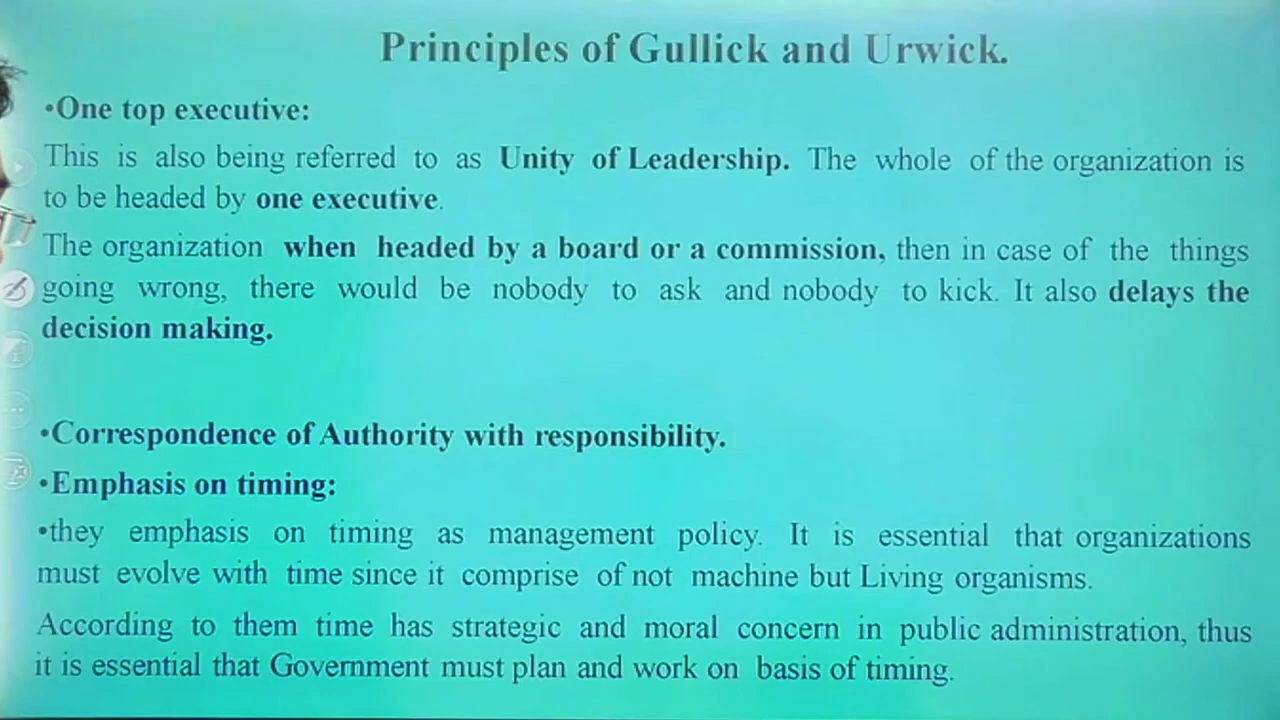 Principles of Gullick and Urwick.
•One top executive:
This is also being referred to as Unity of Leadership. The whole of the organization is
to be headed by one executive.
The organization when headed by a board or a commission, then in case of the things
going wrong, there would be nobody to ask and nobody to kick. It also delays the
decision making.
•Correspondence of Authority with responsibility.
•Emphasis on timing:
•they emphasis on timing as management policy. It is essential that organizations
must evolve with time since it comprise of not machine but Living organisms.
According to them time has strategic and moral concern in public administration, thus
it is essential that Government must plan and work on basis of timing.